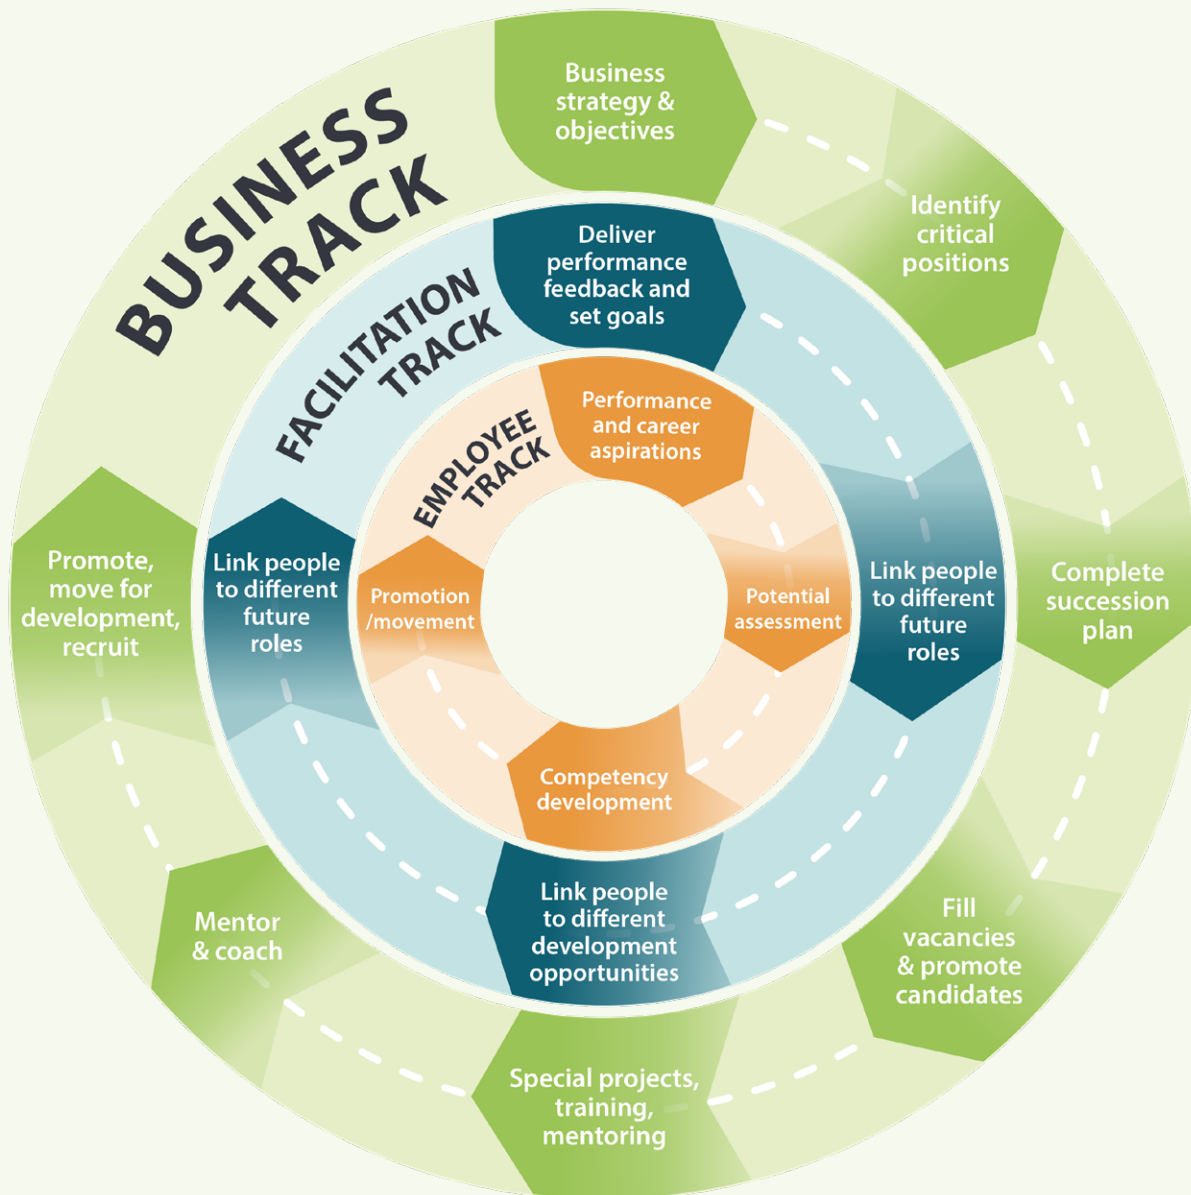 BUSINESS
TRACK
Business
strategy &
objectives
Identify
critical
positions
Complete
succession
plan
Fill
vacancies
& promote
candidates
Special projects,
training,
mentoring
Mentor
& coach
Promote,
move for
development,
recruit
FACILITATION
TRACK
Deliver
performance
feedback and
set goals
Link people
to different
future
roles
Link people
to different
development
opportunities
Link people
to different
future
roles
EMPLOYEE
TRACK
Performance
and career
aspirations
Potential
assessment
Competency
development
Promotion
/movement